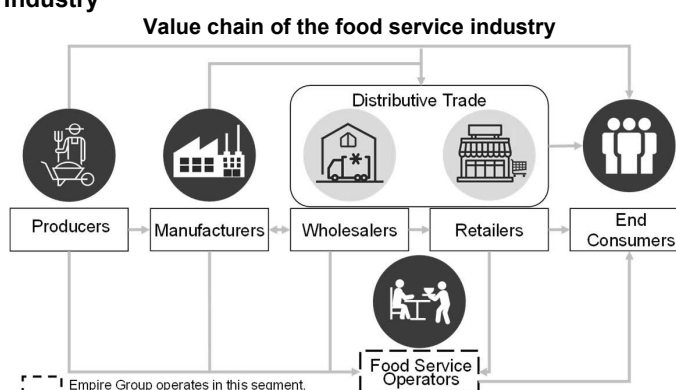 industry
Value chain of the food service industry
Distributive Trade
Producers
Manufacturers
Wholesalers
Retailers
End
Consumers
Food Service
Operators
Empire Group operates in this segment.